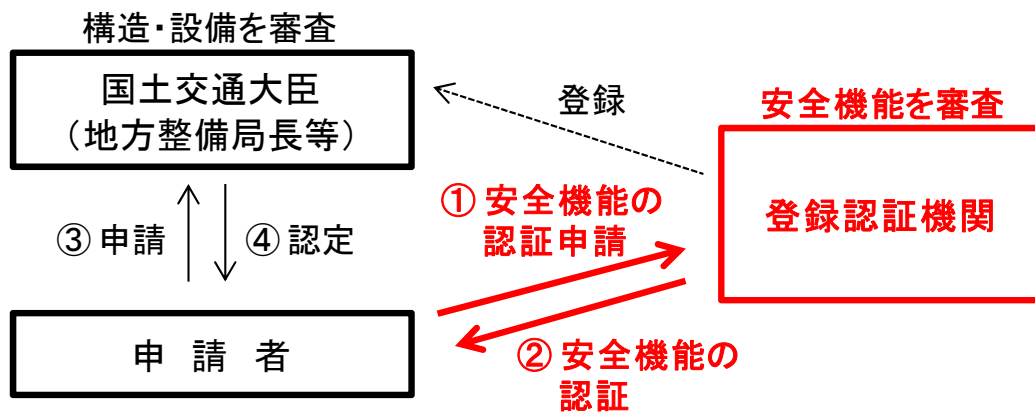 構造・設備を審査
国土交通大臣
（地方整備局長等）
登録
安全機能を審査
登録認証機関
① 安全機能の
認証申請
③ 申請
④ 認定
② 安全機能の
認証
申 請 者